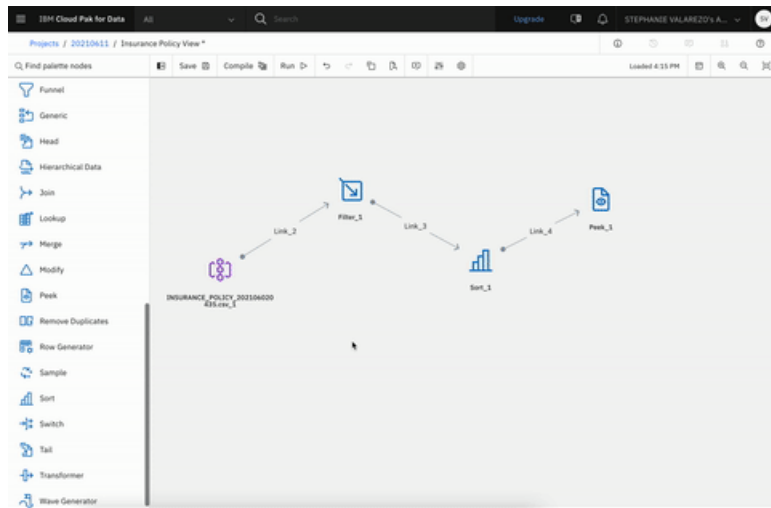 IBM Cloud Pak for Data
All
Search
Upgrade
STEPHANIE VALAREZO's A...
SV
Projects / 20210611 / Insurance Policy View *
Find palette nodes
Save
Compile
Run
Loaded 4:15 PM
Funnel
Generic
Head
Hierarchical Data
Join
Lookup
Merge
Modify
Peek
Remove Duplicates
Row Generator
Sample
Sort
Switch
Tail
Transformer
Wave Generator
Filter_1
Link_2
Link_3
Link_4
Peek_1
Sort_1
INSURANCE_POLICY_202106020
435.csv_1